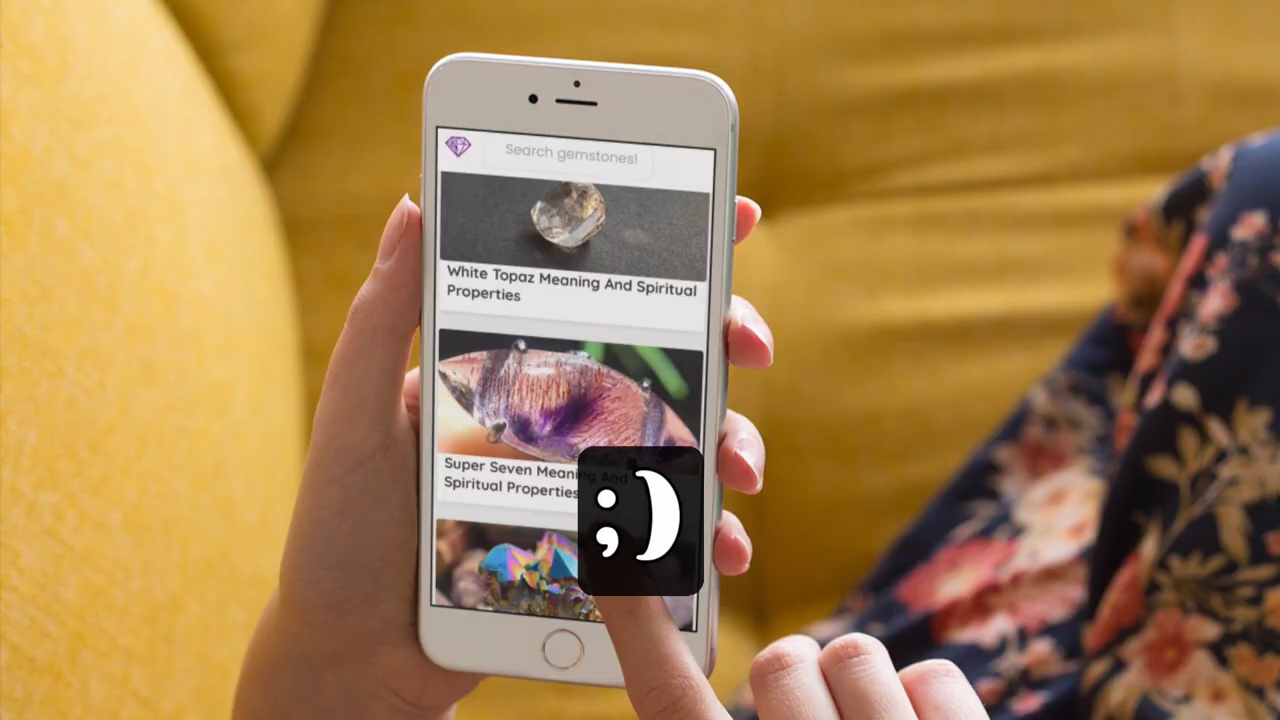 Search gemstones!
White Topaz Meaning And Spiritual
Properties
Super Seven Meaning And
Spiritual Properties
;)